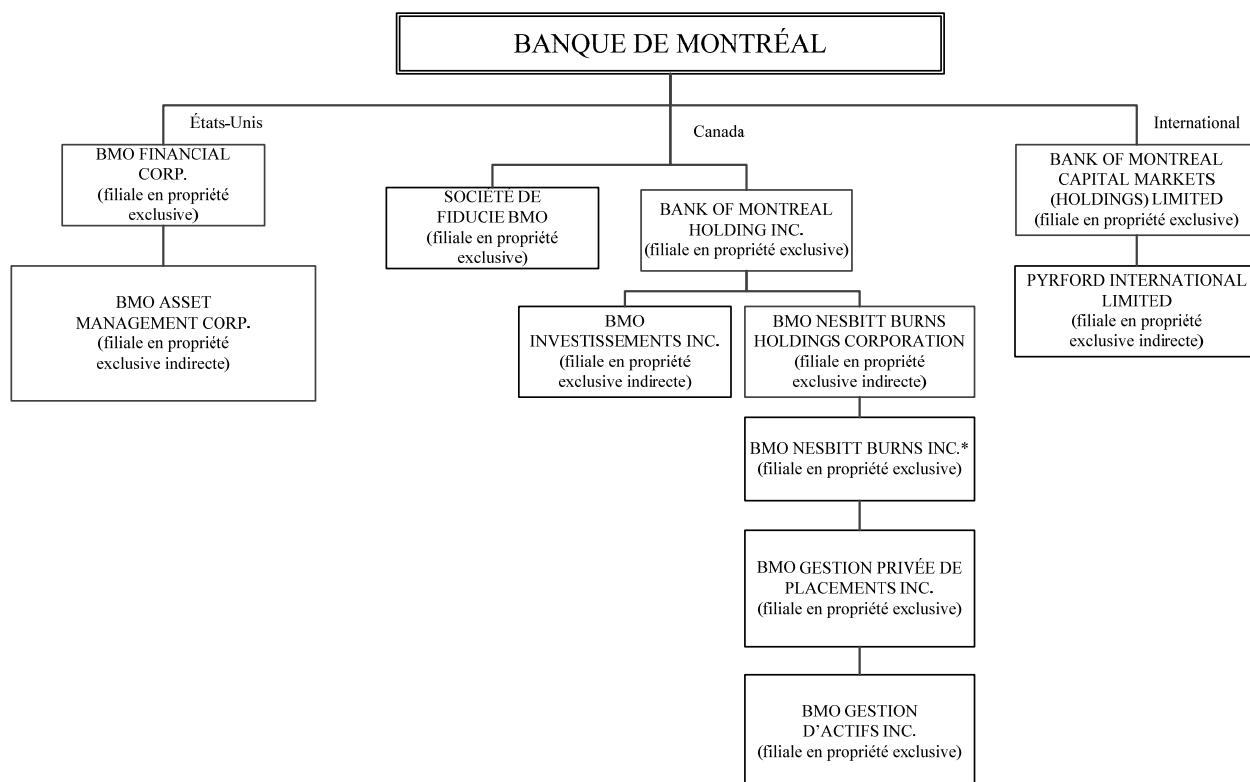 BANQUE DE MONTRÉAL
États-Unis
Canada
International
BMO FINANCIAL
CORP.
(filiale en propriété
exclusive)
SOCIÉTÉ DE
FIDUCIE BMO
(filiale en propriété
exclusive)
BANK OF MONTREAL
HOLDING INC.
(filiale en propriété exclusive)
BANK OF MONTREAL
CAPITAL MARKETS
(HOLDINGS) LIMITED
(filiale en propriété exclusive)
BMO ASSET
MANAGEMENT CORP.
(filiale en propriété
exclusive indirecte)
BMO
INVESTISSEMENTS INC.
(filiale en propriété
exclusive indirecte)
BMO NESBITT BURNS
HOLDINGS CORPORATION
(filiale en propriété
exclusive indirecte)
PYRFORD INTERNATIONAL
LIMITED
(filiale en propriété
exclusive indirecte)
BMO NESBITT BURNS INC.*
(filiale en propriété exclusive)
BMO GESTION PRIVÉE DE
PLACEMENTS INC.
(filiale en propriété exclusive)
BMO GESTION
D'ACTIFS INC.
(filiale en propriété exclusive)